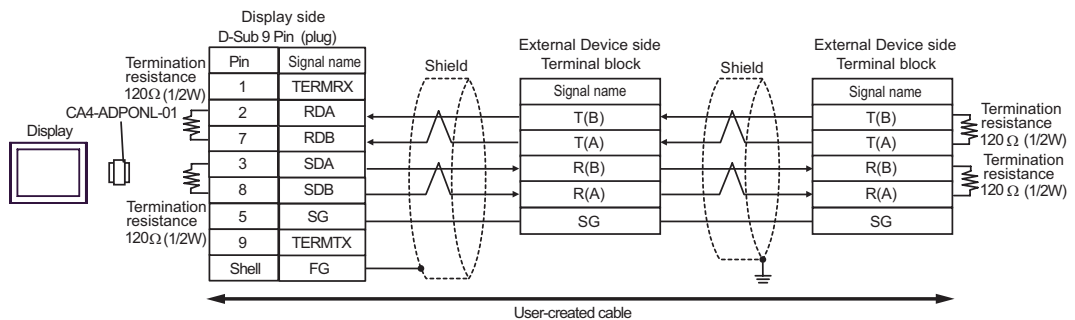 Display side
D-Sub 9 Pin (plug)
Pin Signal name
1 TERMRX
2 RDA
7 RDB
3 SDA
8 SDB
5 SG
9 TERMTX
Shell FG
Termination
resistance
120Ω (1/2W)
CA4-ADPONL-01
Display
Termination
resistance
120Ω (1/2W)
Shield
External Device side
Terminal block
Signal name
T(B)
T(A)
R(B)
R(A)
SG
Shield
External Device side
Terminal block
Signal name
T(B)
T(A)
R(B)
R(A)
SG
Termination
resistance
120 Ω (1/2W)
Termination
resistance
120 Ω (1/2W)
User-created cable